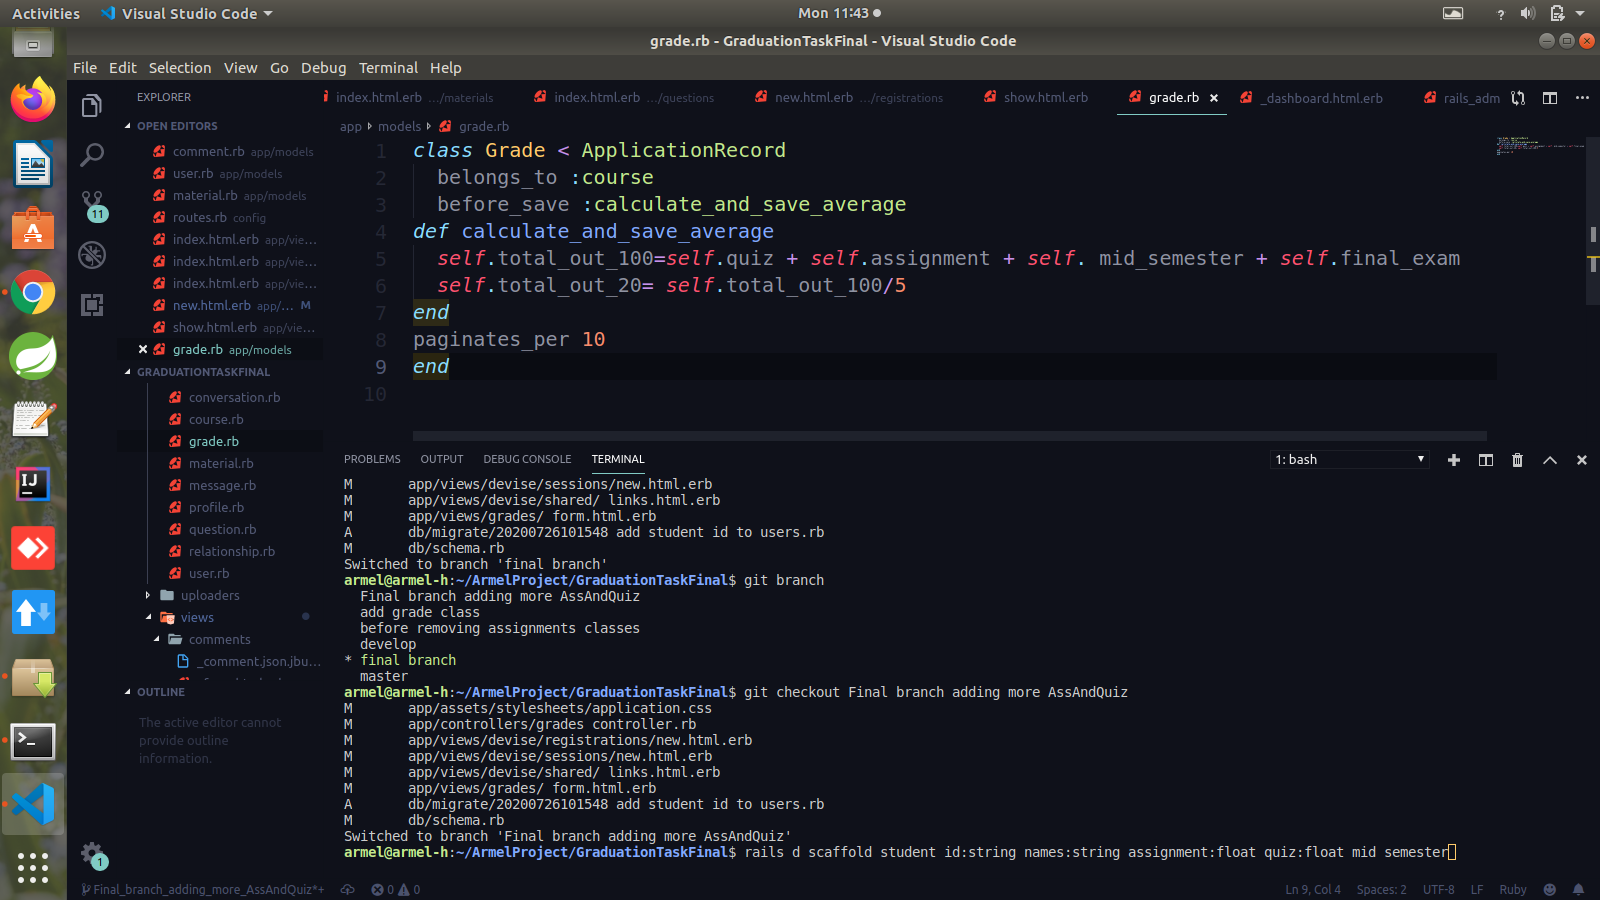 Activities Visual Studio Code Mon 11:43
grade.rb - GraduationTaskFinal - Visual Studio Code
File Edit Selection View Go Debug Terminal Help
EXPLORER
OPEN EDITORS
comment.rb app/models
user.rb app/models
material.rb app/models
routes.rb config
index.html.erb app/vie...
index.html.erb app/vie...
index.html.erb app/vie...
new.html.erb app/... M
show.html.erb app/vie...
grade.rb app/models
GRADUATIONTASKFINAL
conversation.rb
course.rb
grade.rb
material.rb
message.rb
profile.rb
question.rb
relationship.rb
user.rb
uploaders
views
comments
_comment.json.jbu...
OUTLINE
The active editor cannot
provide outline
information.
11
1
index.html.erb .../materials index.html.erb .../questions new.html.erb .../registrations show.html.erb grade.rb _dashboard.html.erb rails_adm
app models grade.rb
1 class Grade < ApplicationRecord
2 belongs_to :course
3 before_save :calculate_and_save_average
4 def calculate_and_save_average
5 self.total_out_100=self.quiz + self.assignment + self. mid_semester + self.final_exam
6 self.total_out_20= self.total_out_100/5
7 end
8 paginates_per 10
9 end
10
PROBLEMS OUTPUT DEBUG CONSOLE TERMINAL 1: bash
M app/views/devise/sessions/new.html.erb
M app/views/devise/shared/ links.html.erb
M app/views/grades/ form.html.erb
A db/migrate/20200726101548 add student id to users.rb
M db/schema.rb
Switched to branch 'final branch'
armel@armel-h:~/ArmelProject/GraduationTaskFinal$ git branch
Final branch adding more AssAndQuiz
add grade class
before removing assignments classes
develop
* final branch
master
armel@armel-h:~/ArmelProject/GraduationTaskFinal$ git checkout Final branch adding more AssAndQuiz
M app/assets/stylesheets/application.css
M app/controllers/grades controller.rb
M app/views/devise/registrations/new.html.erb
M app/views/devise/sessions/new.html.erb
M app/views/devise/shared/ links.html.erb
M app/views/grades/ form.html.erb
A db/migrate/20200726101548 add student id to users.rb
M db/schema.rb
Switched to branch 'Final branch adding more AssAndQuiz'
armel@armel-h:~/ArmelProject/GraduationTaskFinal$ rails d scaffold student id:string names:string assignment:float quiz:float mid semester
Final_branch_adding_more_AssAndQuiz*+ 0 0 Ln 9, Col 4 Spaces: 2 UTF-8 LF Ruby